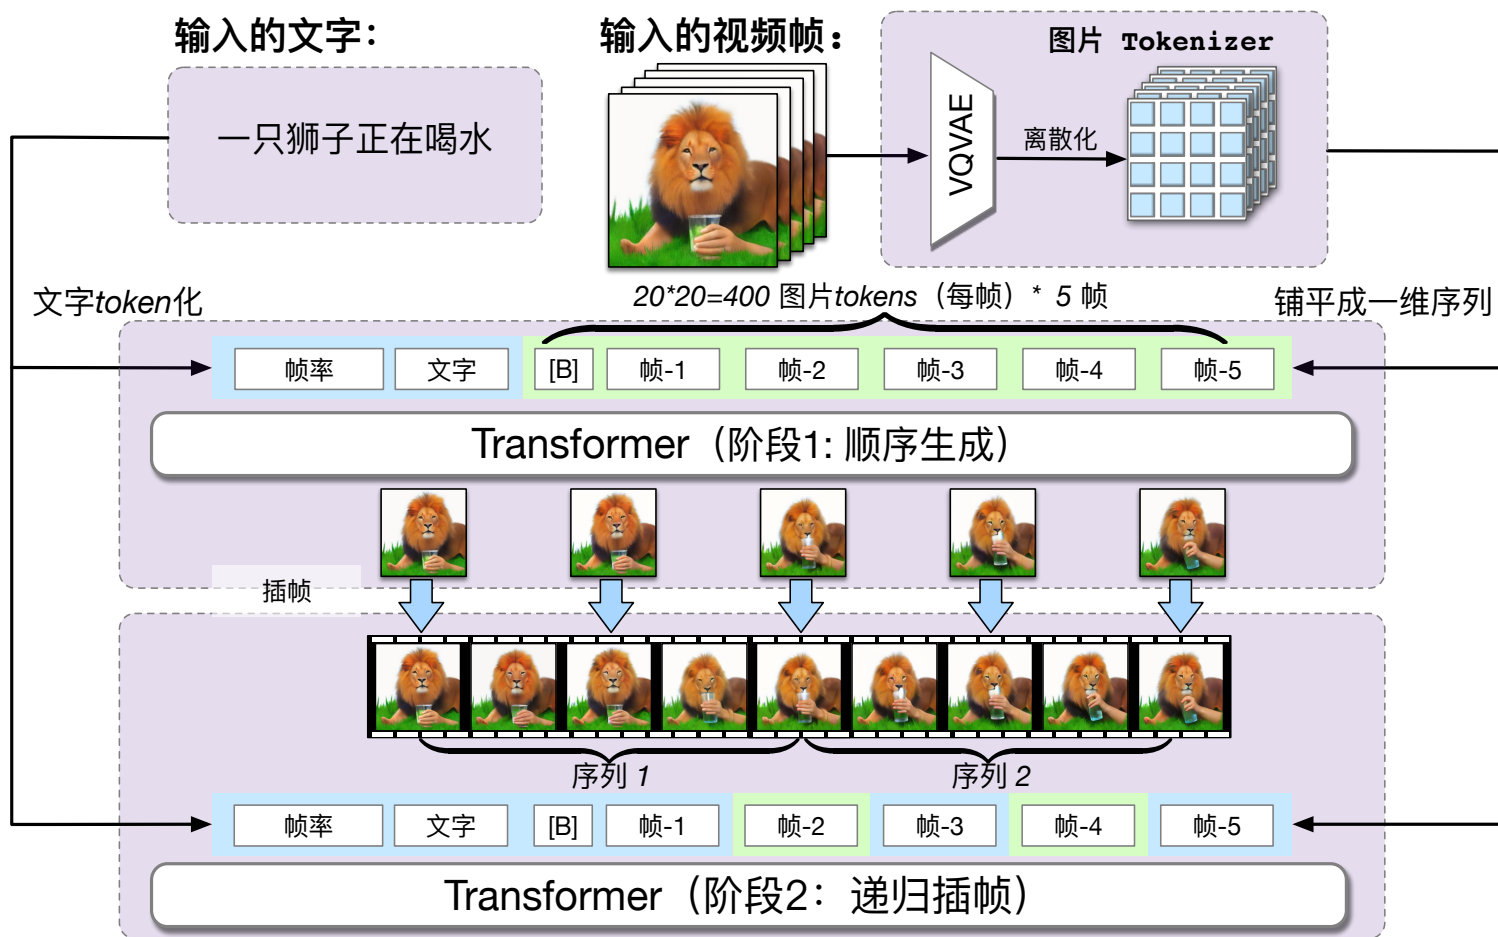 输入的文字：
输入的视频帧：
图片 Tokenizer
一只狮子正在喝水
VQVAE
离散化
文字token化
20*20=400 图片tokens（每帧）* 5 帧
铺平成一维序列
帧率 文字 [B] 帧-1 帧-2 帧-3 帧-4 帧-5
Transformer（阶段1: 顺序生成）
插帧
序列 1 序列 2
帧率 文字 [B] 帧-1 帧-2 帧-3 帧-4 帧-5
Transformer（阶段2：递归插帧）